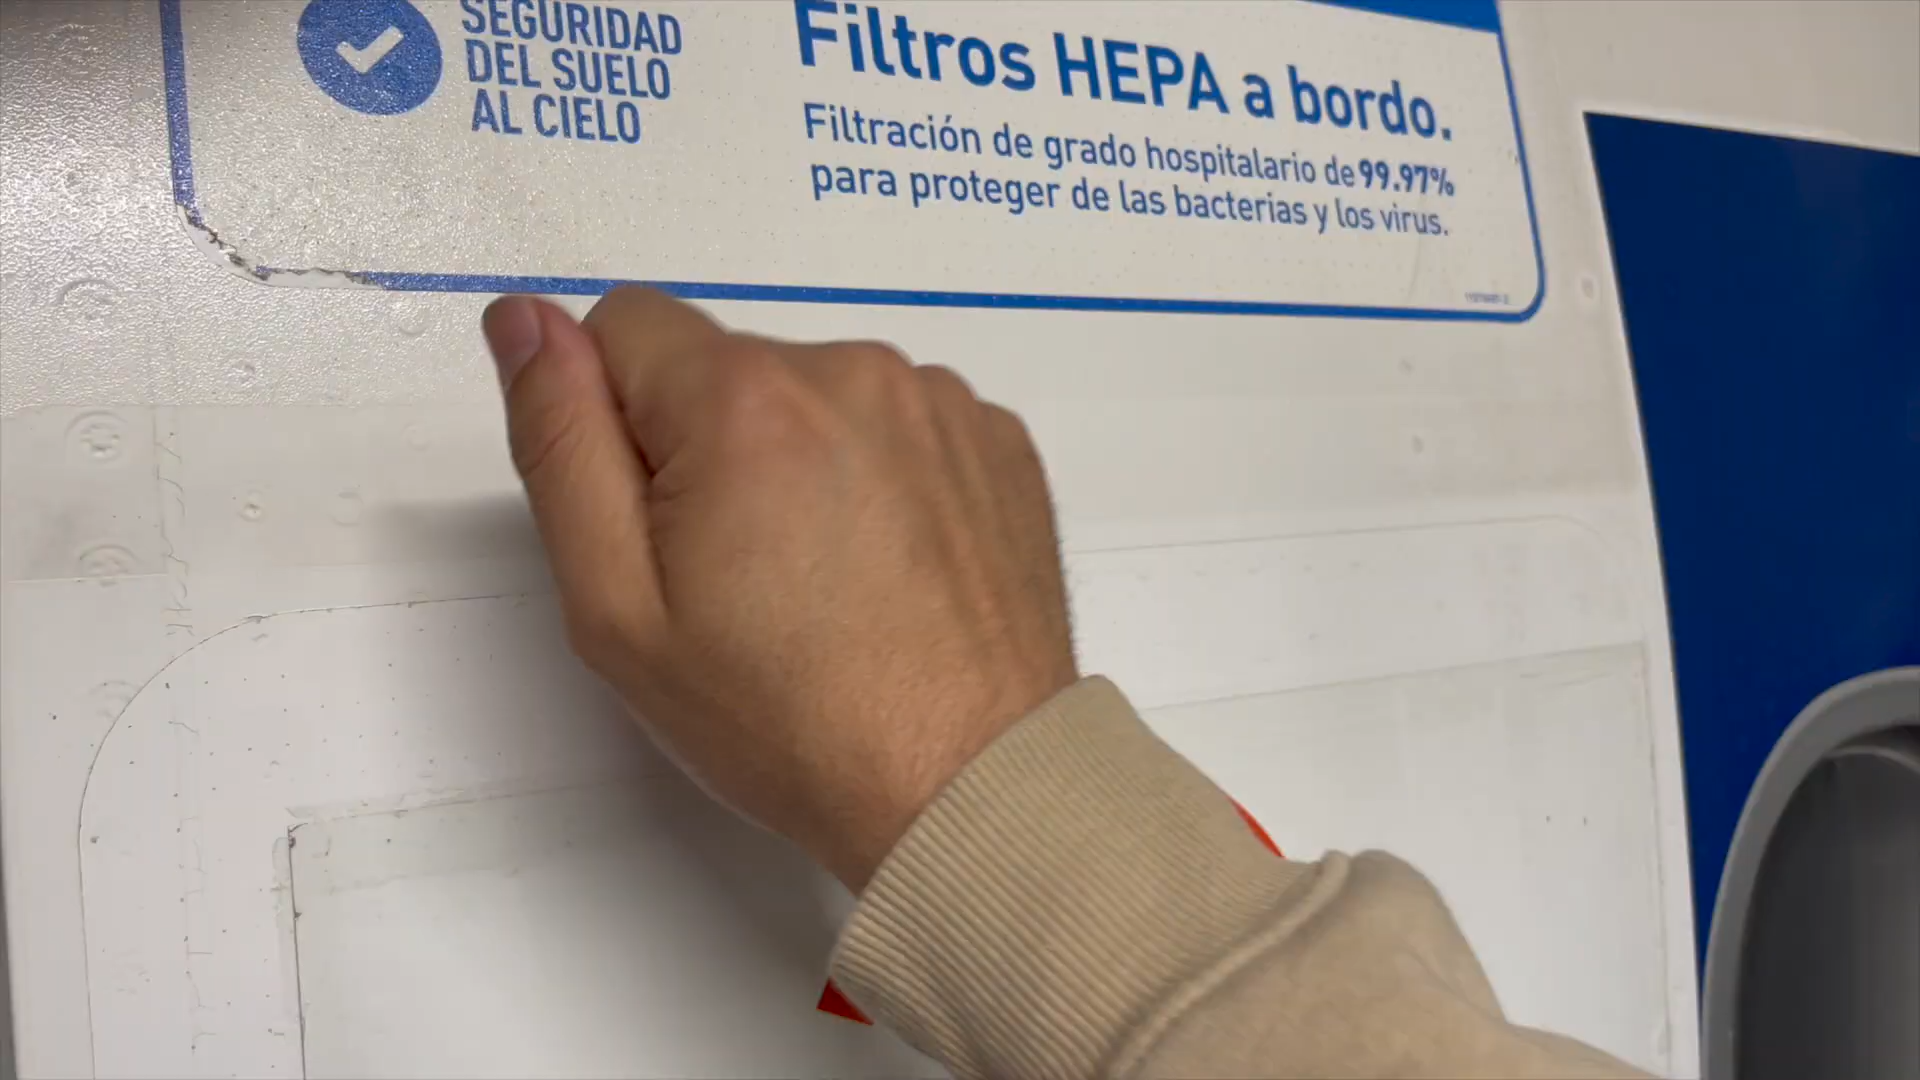 SEGURIDAD
DEL SUELO
AL CIELO
Filtros HEPA a bordo.
Filtración de grado hospitalario de 99.97%
para proteger de las bacterias y los virus.